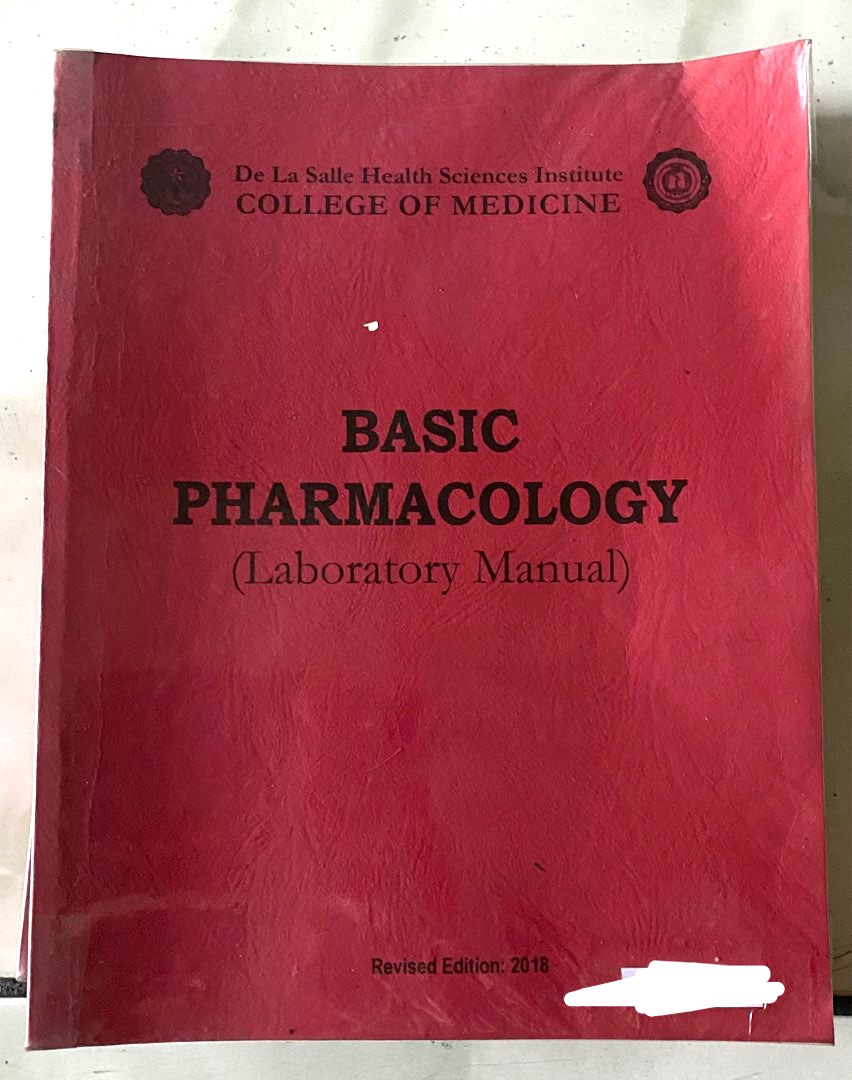 De La Salle Health Sciences Institute
COLLEGE OF MEDICINE
BASIC
PHARMACOLOGY
(Laboratory Manual)
Revised Edition: 2018